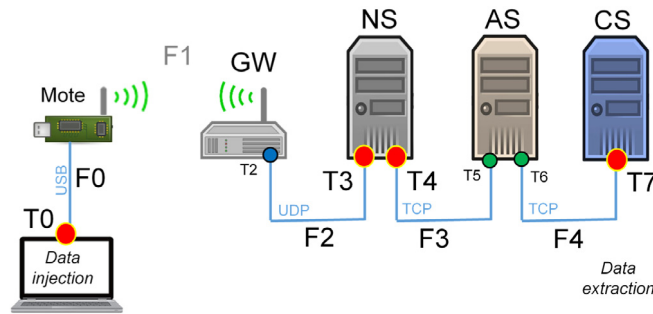 NS
AS
CS
F1
GW
Mote
T2
T3
T4
T5
T6
T7
USB
F0
UDP
TCP
TCP
T0
F2
F3
F4
Data
injection
Data
extraction